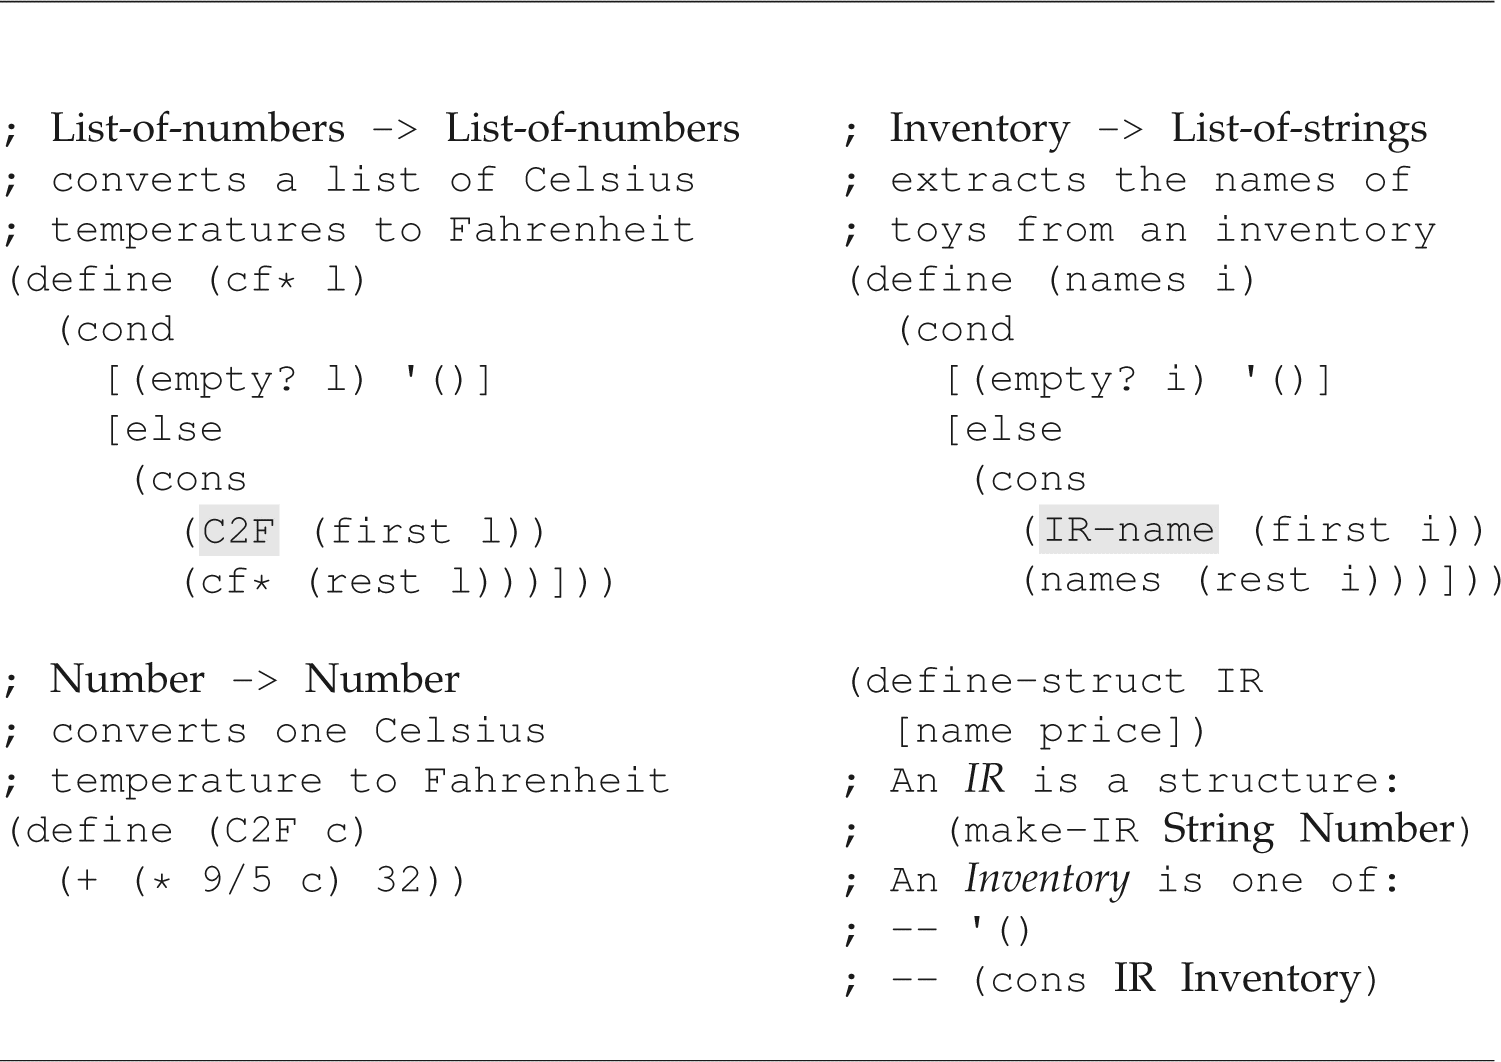 ; List-of-numbers -> List-of-numbers
; converts a list of Celsius
; temperatures to Fahrenheit
(define (cf* l)
  (cond
    [(empty? l) '()]
    [else
     (cons
       (C2F (first l))
       (cf* (rest l)))]))
; Number -> Number
; converts one Celsius
; temperature to Fahrenheit
(define (C2F c)
  (+ (* 9/5 c) 32))
; Inventory -> List-of-strings
; extracts the names of
; toys from an inventory
(define (names i)
  (cond
    [(empty? i) '()]
    [else
     (cons
       (IR-name (first i))
       (names (rest i)))]))
(define-struct IR
  [name price])
; An IR is a structure:
;   (make-IR String Number)
; An Inventory is one of:
; -- '()
; -- (cons IR Inventory)